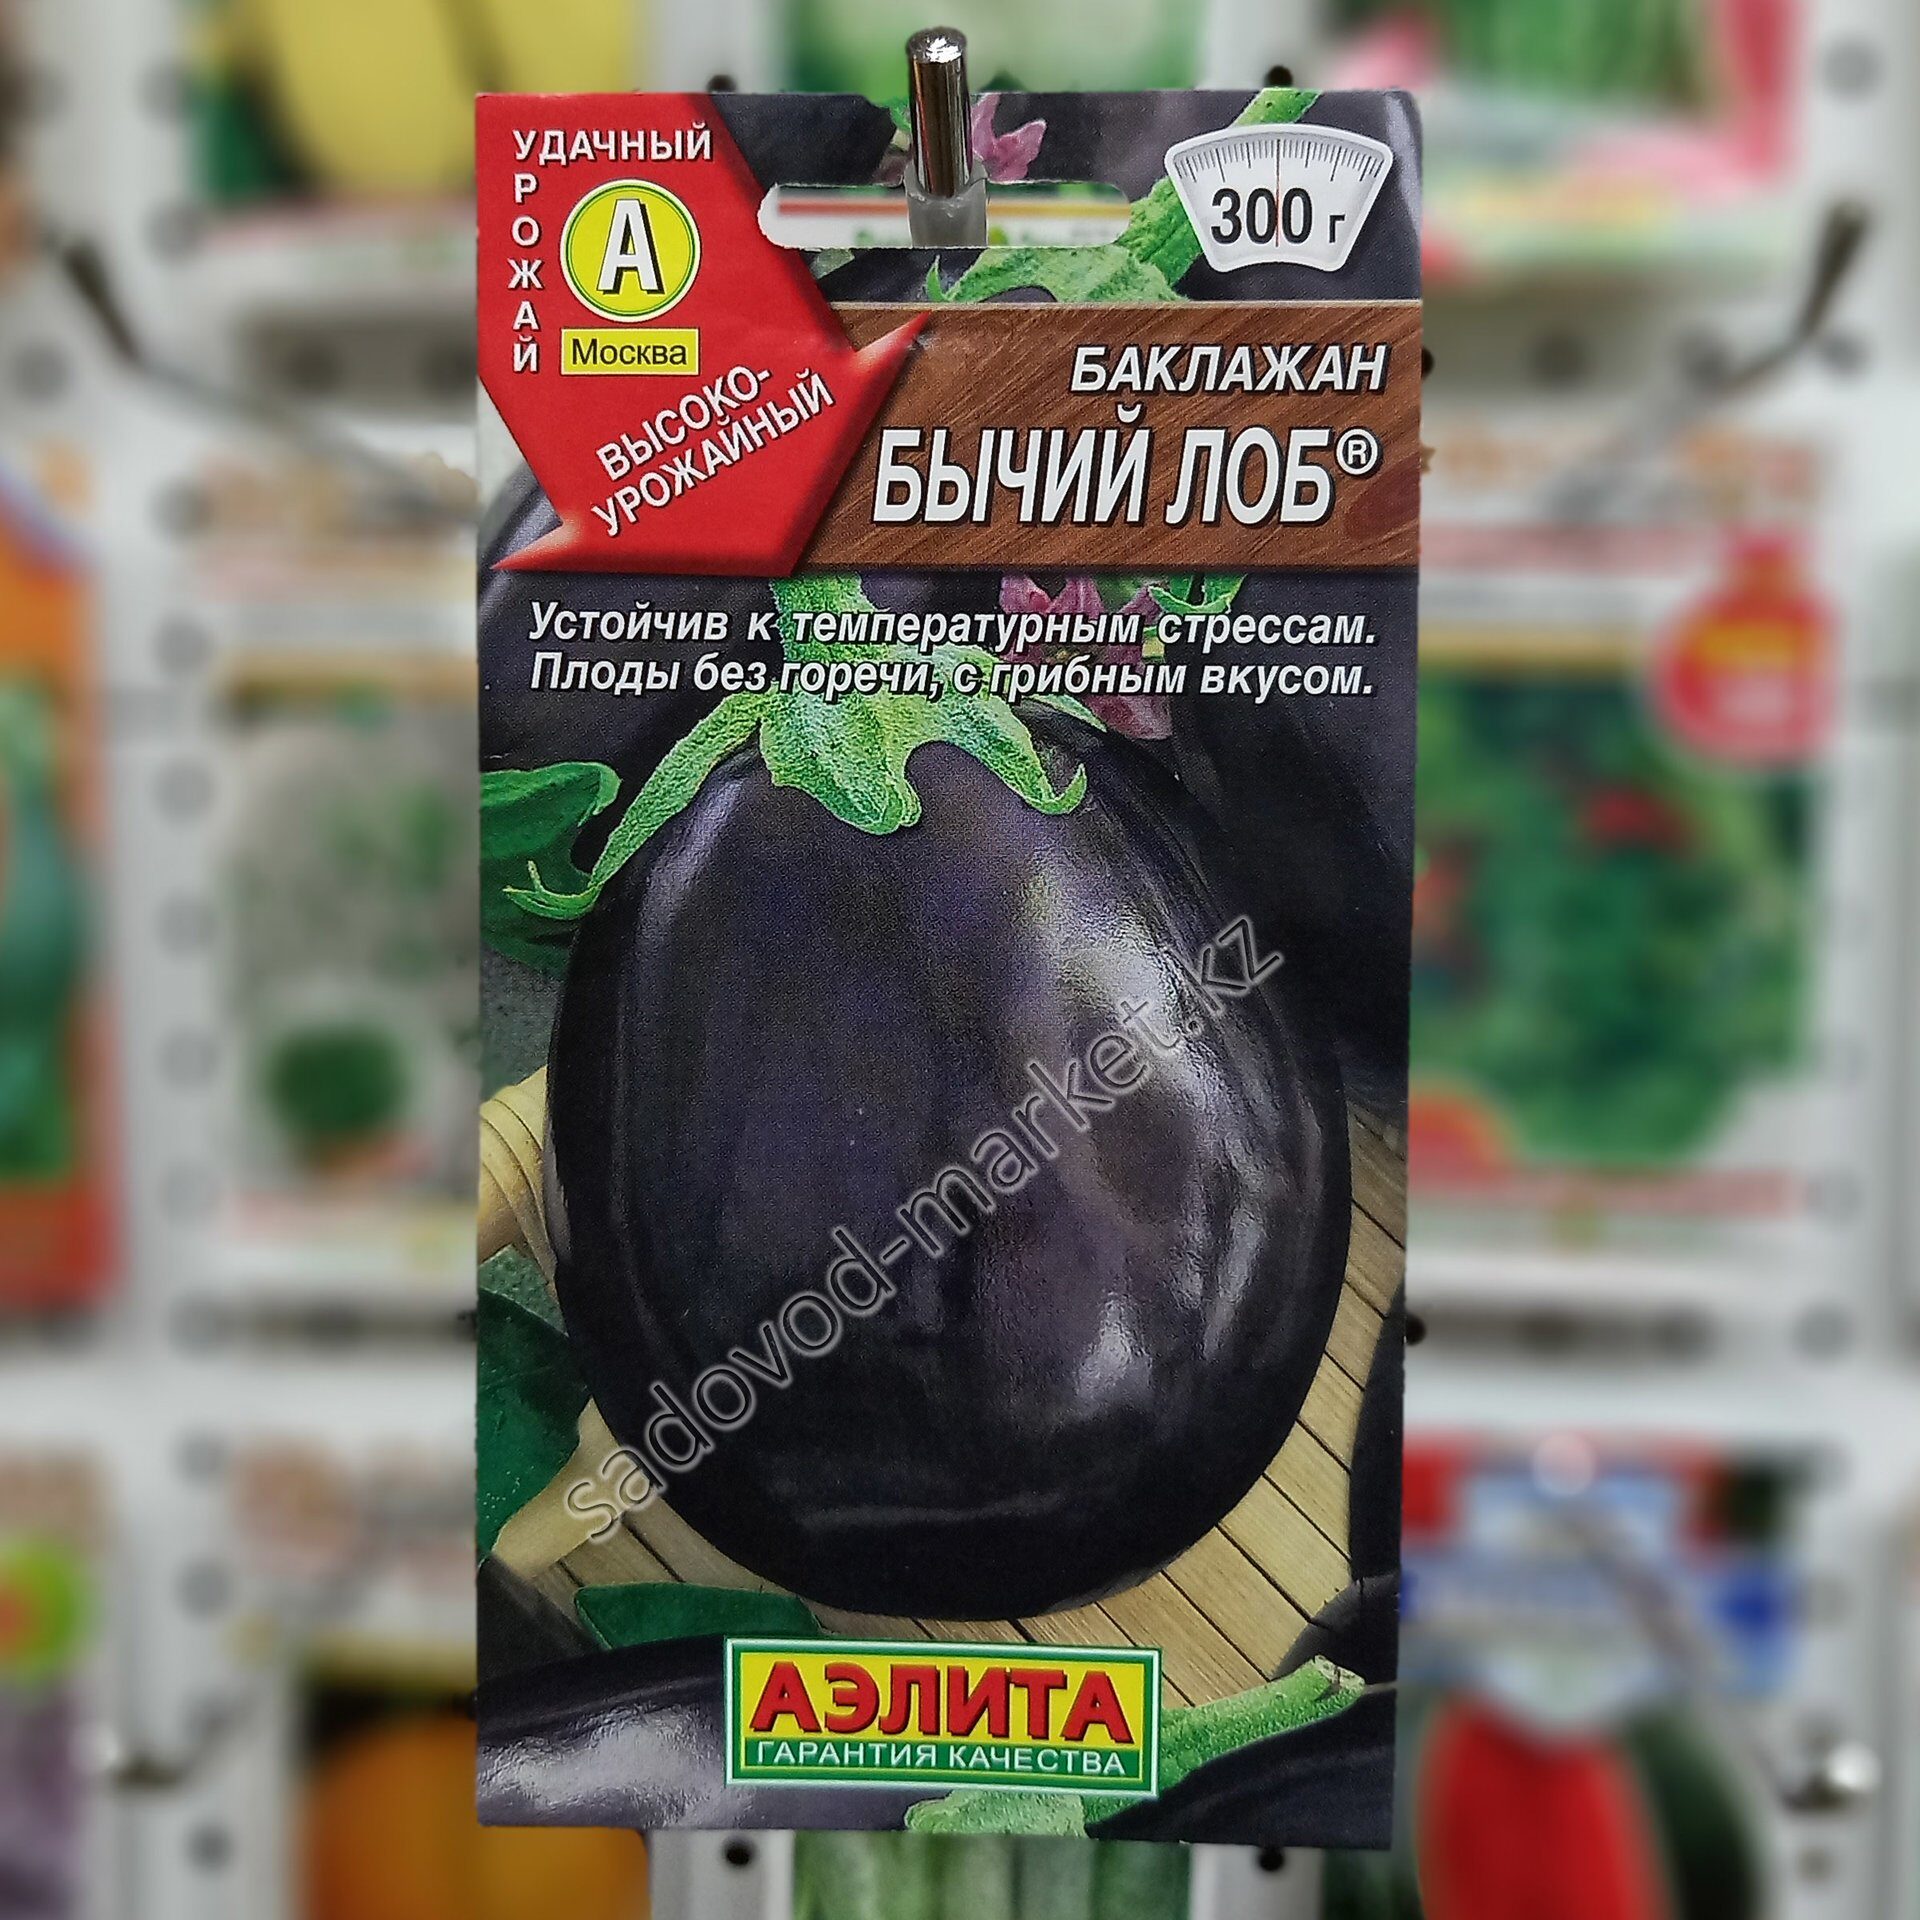 УДАЧНЫЙ
УРОЖАЙ
А
Москва
ВЫСОКО-
УРОЖАЙНЫЙ
300 г
БАКЛАЖАН
БЫЧИЙ ЛОБ®
Устойчив к температурным стрессам.
Плоды без горечи, с грибным вкусом.
sadovod-market.kz
АЭЛИТА
ГАРАНТИЯ КАЧЕСТВА